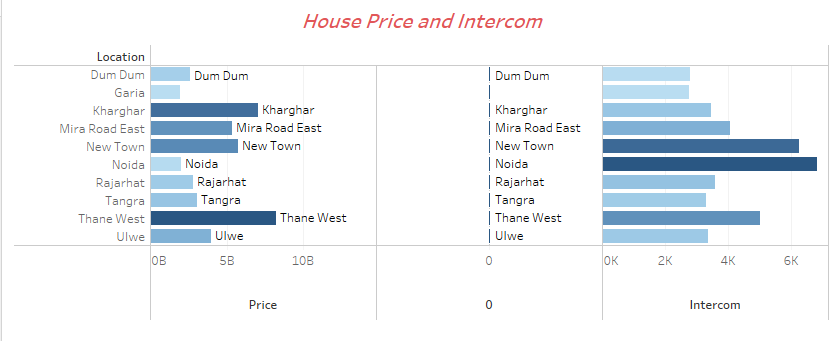 House Price and Intercom
Location
Dum Dum Dum Dum Dum Dum
Garia
Kharghar Kharghar Kharghar
Mira Road East Mira Road East Mira Road East
New Town New Town New Town
Noida Noida Noida
Rajarhat Rajarhat Rajarhat
Tangra Tangra Tangra
Thane West Thane West Thane West
Ulwe Ulwe Ulwe
0B 5B 10B 0 0K 2K 4K 6K
Price 0 Intercom